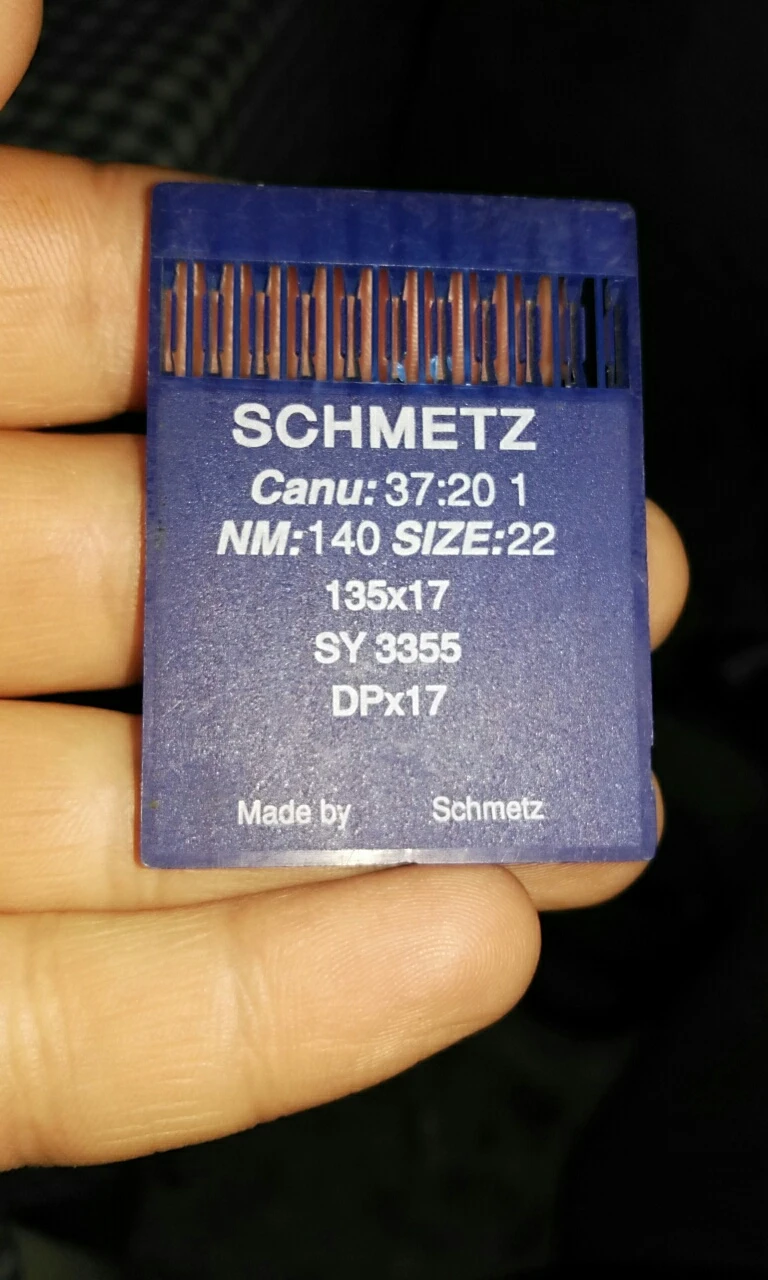 SCHMETZ
Canu: 37:20 1
NM:140 SIZE:22
135x17
SY 3355
DPx17
Made by Schmetz